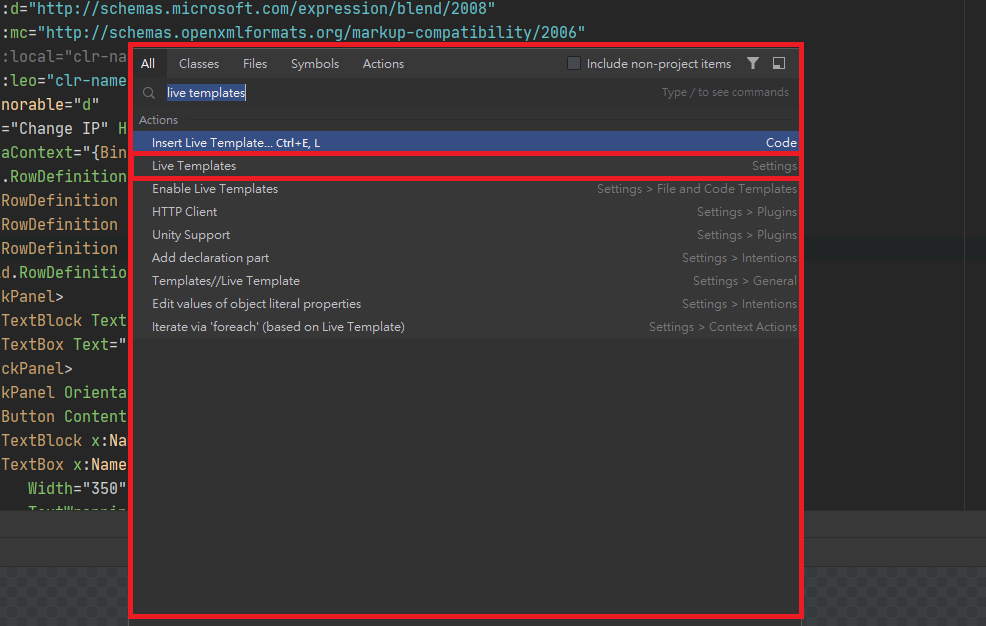 :d="http://schemas.microsoft.com/expression/blend/2008"
:mc="http://schemas.openxmlformats.org/markup-compatibility/2006"
:local="clr-na
:leo="clr-name
norable="d"
="Change IP" H
aContext="{Bin
.RowDefinition
RowDefinition
RowDefinition
RowDefinition
d.RowDefinitio
kPanel>
TextBlock Text
TextBox Text="
ckPanel>
kPanel Orienta
Button Content
TextBlock x:Na
TextBox x:Name
Width="350"
TextWrappin
All Classes Files Symbols Actions Include non-project items
live templates Type / to see commands
Actions
Insert Live Template... Ctrl+E, L Code
Live Templates Settings
Enable Live Templates Settings > File and Code Templates
HTTP Client Settings > Plugins
Unity Support Settings > Plugins
Add declaration part Settings > Intentions
Templates//Live Template Settings > General
Edit values of object literal properties Settings > Intentions
Iterate via 'foreach' (based on Live Template) Settings > Context Actions